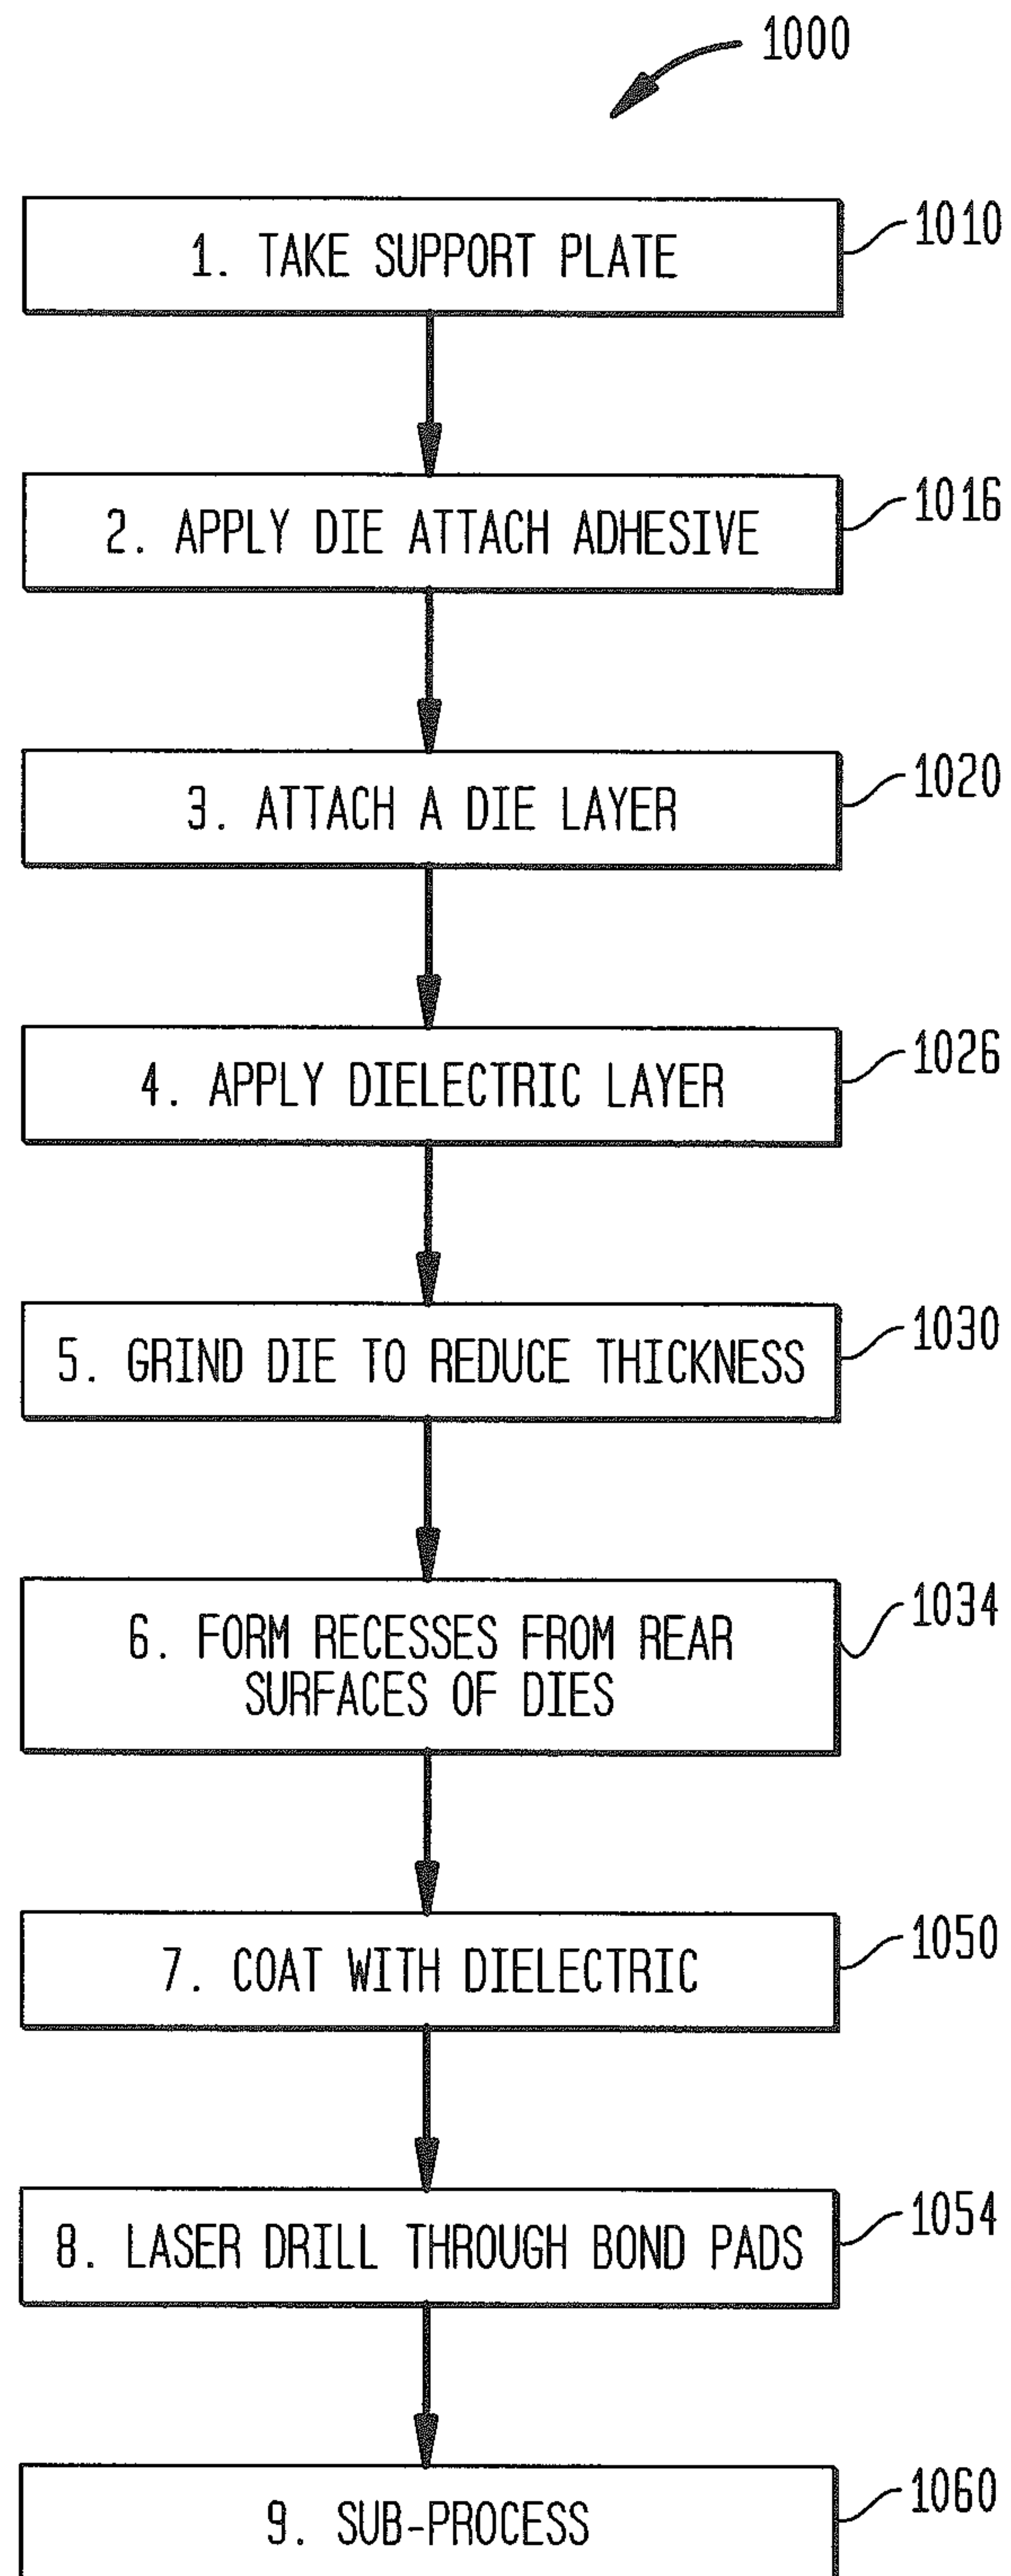 1000
1. TAKE SUPPORT PLATE
1010
2. APPLY DIE ATTACH ADHESIVE
1016
3. ATTACH A DIE LAYER
1020
4. APPLY DIELECTRIC LAYER
1026
5. GRIND DIE TO REDUCE THICKNESS
1030
6. FORM RECESSES FROM REAR
SURFACES OF DIES
1034
7. COAT WITH DIELECTRIC
1050
8. LASER DRILL THROUGH BOND PADS
1054
9. SUB-PROCESS
1060